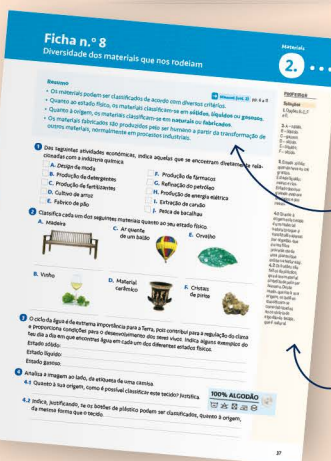 Ficha n.º 8
Diversidade dos materiais que nos rodeiam
Materiais
2.
Resumo
• Os materiais podem ser classificados de acordo com diversos critérios.
• Quanto ao estado físico, os materiais classificam-se em sólidos, líquidos ou gasosos.
• Quanto à origem, os materiais classificam-se em naturais ou fabricados.
• Os materiais fabricados são produzidos pelo ser humano a partir da transformação de
outros materiais, normalmente em processos industriais.
1 Das seguintes atividades económicas, indica aquelas que se encontram diretamente rela-
cionadas com a indústria química.
A. Design de moda
B. Produção de detergentes
C. Produção de fertilizantes
D. Cultivo de arroz
E. Fabrico de pão
F. Produção de fármacos
G. Refinação do petróleo
H. Produção de energia elétrica
I. Extração de carvão
J. Pesca de bacalhau
2 Classifica cada um dos seguintes materiais quanto ao seu estado físico.
A. Madeira
C. Ar quente
de um balão
E. Orvalho
B. Vinho
D. Material
cerâmico
F. Cristais
de pirite
3 O ciclo da água é de extrema importância para a Terra, pois contribui para a regulação do clima
e proporciona condições para o desenvolvimento dos seres vivos. Indica alguns exemplos do
teu dia a dia em que encontras água em cada um dos diferentes estados físicos.
Estado sólido:
Estado líquido:
Estado gasoso:
4 Analisa a imagem ao lado, da etiqueta de uma camisa.
4.1 Quanto à sua origem, como é possível classificar este tecido? Justifica.
100% ALGODÃO
4.2 Indica, justificando, se os botões de plástico podem ser classificados, quanto à origem,
da mesma forma que o tecido.
37
PROFESSOR
Soluções